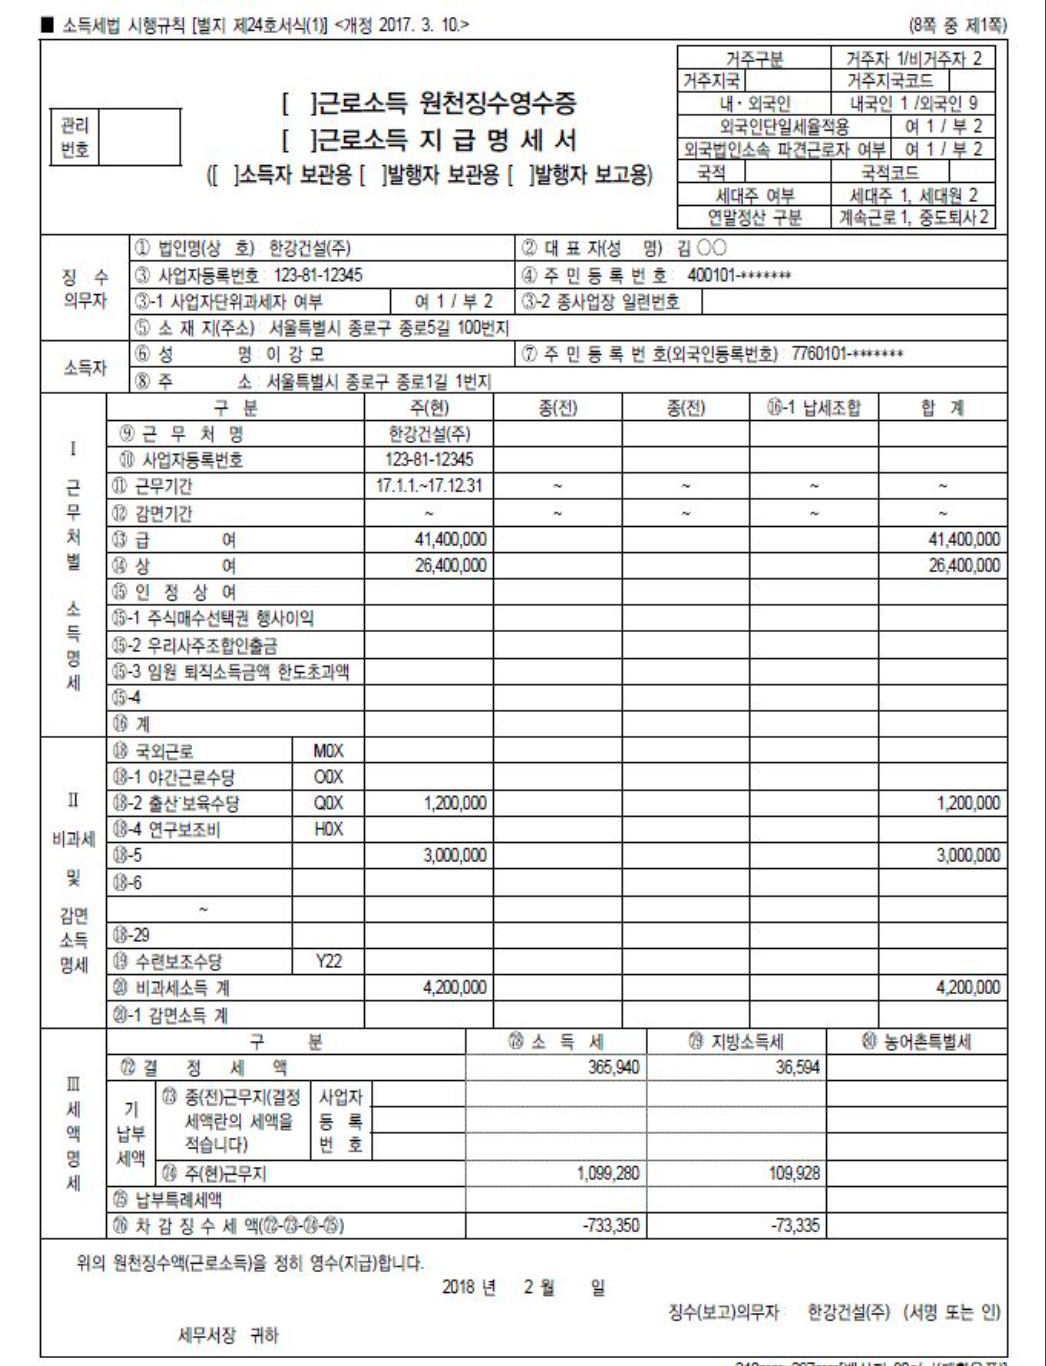 ■ 소득세법 시행규칙 [별지 제24호서식(1)] <개정 2017. 3. 10.> (8쪽 중 제1쪽)
관리
번호
[ ]근로소득 원천징수영수증
[ ]근로소득 지 급 명 세 서
([ ]소득자 보관용 [ ]발행자 보관용 [ ]발행자 보고용)
거주구분 거주자 1/비거주자 2
거주지국 거주지국코드
내·외국인 내국인 1 /외국인 9
외국인단일세율적용 여 1 / 부 2
외국법인소속 파견근로자 여부 여 1 / 부 2
국적 국적코드
세대주 여부 세대주 1, 세대원 2
연말정산 구분 계속근로 1, 중도퇴사 2
징 수
의무자
① 법인명(상 호) 한강건설(주) ② 대 표 자(성 명) 김 ○○
③ 사업자등록번호 123-81-12345 ④ 주 민 등 록 번 호 400101-*******
③-1 사업자단위과세자 여부 여 1 / 부 2 ③-2 종사업장 일련번호
⑤ 소 재 지(주소) 서울특별시 종로구 종로5길 100번지
소득자
⑥ 성 명 이 강 모 ⑦ 주 민 등 록 번 호(외국인등록번호) 7760101-*******
⑧ 주 소 서울특별시 종로구 종로1길 1번지
Ⅰ 근무처별 소득명세
구 분 주(현) 종(전) 종(전) ⑯-1 납세조합 합 계
⑨ 근 무 처 명 한강건설(주)
⑩ 사업자등록번호 123-81-12345
⑪ 근무기간 17.1.1.~17.12.31 ~ ~ ~ ~
⑫ 감면기간 ~ ~ ~ ~ ~
⑬ 급 여 41,400,000 41,400,000
⑭ 상 여 26,400,000 26,400,000
⑮ 인 정 상 여
⑮-1 주식매수선택권 행사이익
⑮-2 우리사주조합인출금
⑮-3 임원 퇴직소득금액 한도초과액
⑮-4
⑯ 계
Ⅱ 비과세 및 감면 소득 명세
⑱ 국외근로 M0X
⑱-1 야간근로수당 O0X
⑱-2 출산·보육수당 Q0X 1,200,000 1,200,000
⑱-4 연구보조비 H0X
⑱-5 3,000,000 3,000,000
⑱-6
~
⑱-29
⑲ 수련보조수당 Y22
⑳ 비과세소득 계 4,200,000 4,200,000
⑳-1 감면소득 계
Ⅲ 세액명세
구 분 78 소 득 세 79 지방소득세 80 농어촌특별세
72 결 정 세 액 365,940 36,594
기
납부
세액
73 종(전)근무지(결정
세액란의 세액을
적습니다)
사업자
등 록
번 호
74 주(현)근무지 1,099,280 109,928
75 납부특례세액
76 차 감 징 수 세 액(72-73-74-75) -733,350 -73,335
위의 원천징수액(근로소득)을 정히 영수(지급)합니다.
2018 년 2 월 일
징수(보고)의무자 한강건설(주) (서명 또는 인)
세무서장 귀하